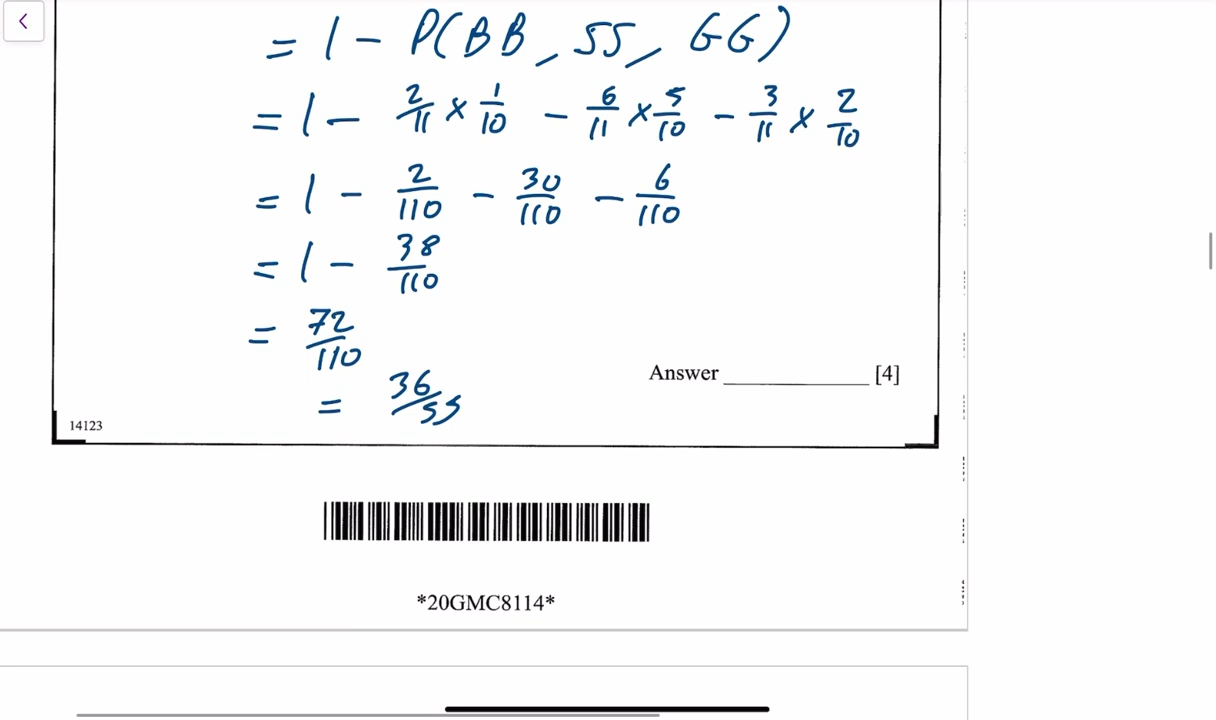 = 1 - P(BB, SS, GG)
= 1 - 2/11 × 1/10 - 6/11 × 5/10 - 3/11 × 2/10
= 1 - 2/110 - 30/110 - 6/110
= 1 - 38/110
= 72/110
Answer ____________ [4]
= 36/55
14123
*20GMC8114*